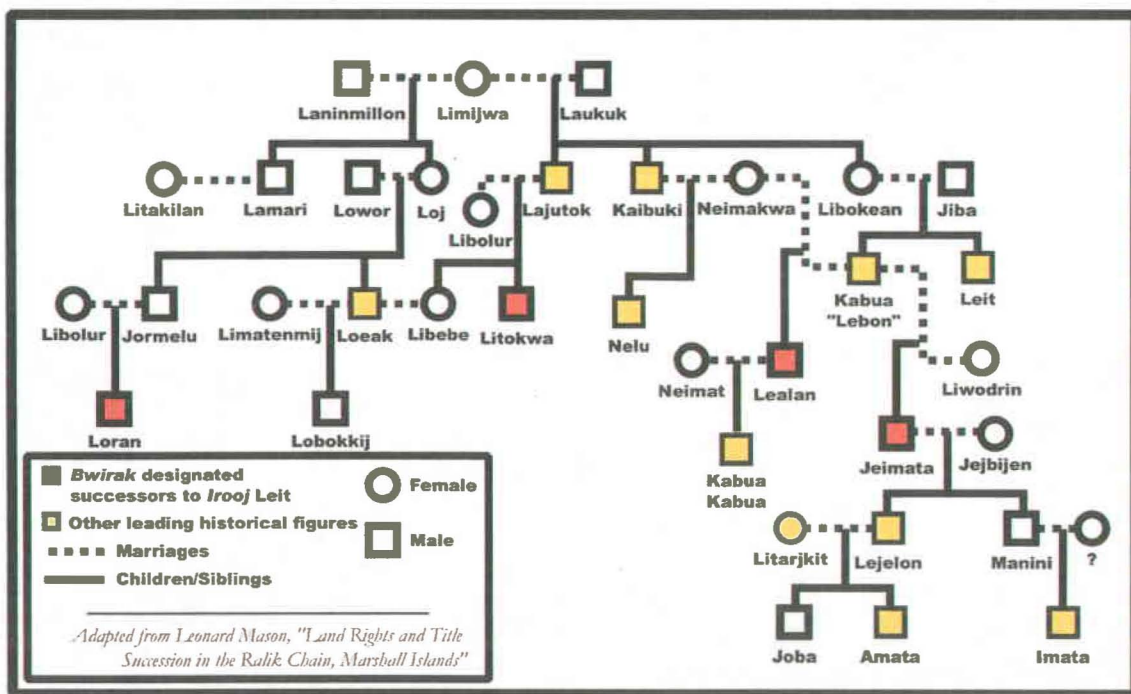 Laninmillon
Limijwa
Laukuk
Litakilan
Lamari
Lowor
Loj
Libolur
Lajutok
Kaibuki
Neimakwa
Libokean
Jiba
Libolur
Jormelu
Limatenmij
Loeak
Libebe
Litokwa
Nelu
Kabua
"Lebon"
Leit
Neimat
Lealan
Liwodrin
Loran
Lobokkij
Kabua
Kabua
Jeimata
Jejbijen
Litarjkit
Lejelon
Manini
?
Joba
Amata
Imata
Bwirak designated
successors to Irooj Leit
Other leading historical figures
Marriages
Children/Siblings
Female
Male
Adapted from Leonard Mason, "Land Rights and Title
Succession in the Ralik Chain, Marshall Islands"